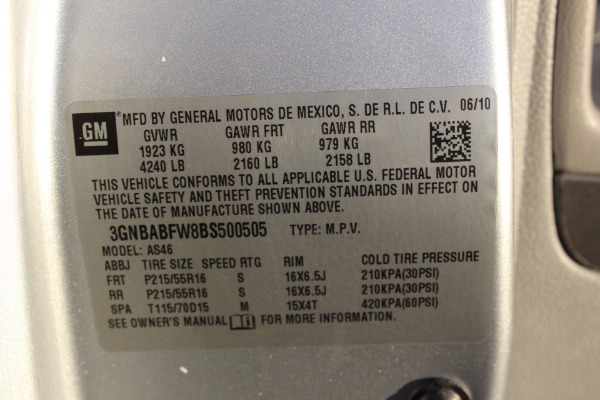 GM MFD BY GENERAL MOTORS DE MEXICO, S. DE R.L. DE C.V. 06/10
GVWR GAWR FRT GAWR RR
1923 KG 980 KG 979 KG
4240 LB 2160 LB 2158 LB
THIS VEHICLE CONFORMS TO ALL APPLICABLE U.S. FEDERAL MOTOR
VEHICLE SAFETY AND THEFT PREVENTION STANDARDS IN EFFECT ON
THE DATE OF MANUFACTURE SHOWN ABOVE.
3GNBABFW8BS500505 TYPE: M.P.V.
MODEL: AS46
ABBJ TIRE SIZE SPEED RTG RIM COLD TIRE PRESSURE
FRT P215/55R16 S 16X6.5J 210KPA(30PSI)
RR P215/55R16 S 16X6.5J 210KPA(30PSI)
SPA T115/70D15 M 15X4T 420KPA(60PSI)
SEE OWNER'S MANUAL FOR MORE INFORMATION.